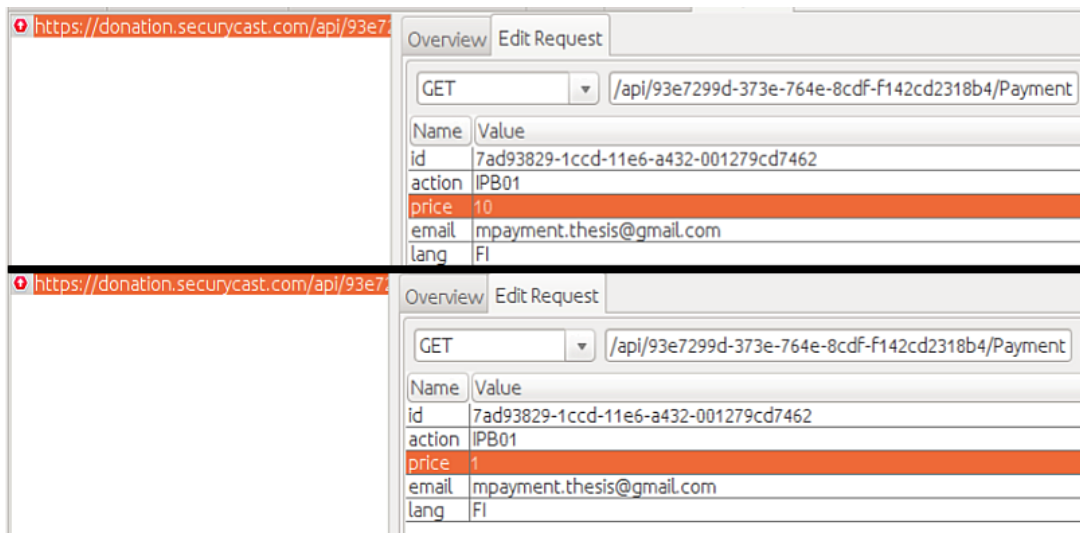 https://donation.securycast.com/api/93e72
Overview Edit Request
GET /api/93e7299d-373e-764e-8cdf-f142cd2318b4/Payment
Name Value
id 7ad93829-1ccd-11e6-a432-001279cd7462
action IPB01
price 10
email mpayment.thesis@gmail.com
lang FI
https://donation.securycast.com/api/93e72
Overview Edit Request
GET /api/93e7299d-373e-764e-8cdf-f142cd2318b4/Payment
Name Value
id 7ad93829-1ccd-11e6-a432-001279cd7462
action IPB01
price 1
email mpayment.thesis@gmail.com
lang FI